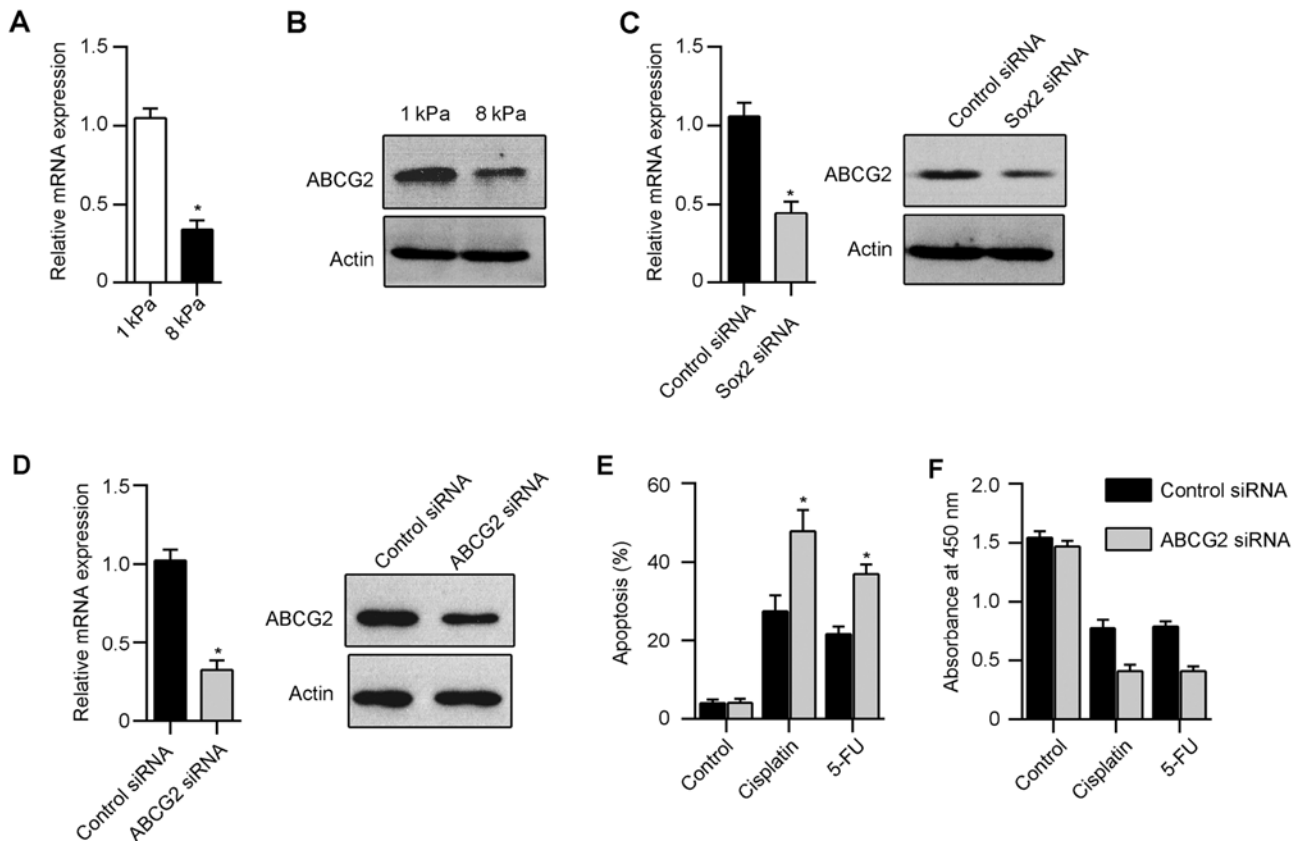 A
Relative mRNA expression
1.5
1.0
0.5
0
*
1 kPa
8 kPa
B
1 kPa 8 kPa
ABCG2
Actin
C
Relative mRNA expression
1.5
1.0
0.5
0
*
Control siRNA
Sox2 siRNA
Control siRNA
Sox2 siRNA
ABCG2
Actin
D
Relative mRNA expression
1.5
1.0
0.5
0
*
Control siRNA
ABCG2 siRNA
Control siRNA
ABCG2 siRNA
ABCG2
Actin
E
Apoptosis (%)
60
40
20
0
*
*
Control
Cisplatin
5-FU
F
Absorbance at 450 nm
2.0
1.5
1.0
0.5
0
Control
Cisplatin
5-FU
Control siRNA
ABCG2 siRNA